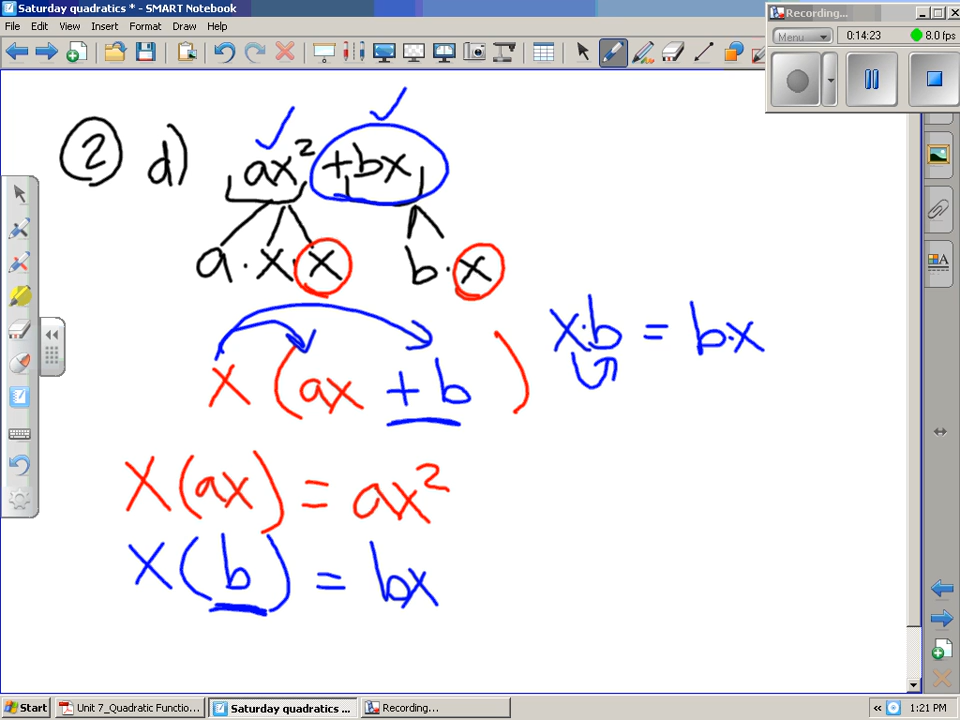 Saturday quadratics * - SMART Notebook
File Edit View Insert Format Draw Help
Recording...
Menu 0:14:23 8.0 fps
② d) ax² + bx
a · x x b · x
x · b = b · x
x ( ax + b )
x(ax) = ax²
x(b) = bx
Start Unit 7_Quadratic Functio... Saturday quadratics ... Recording... 1:21 PM